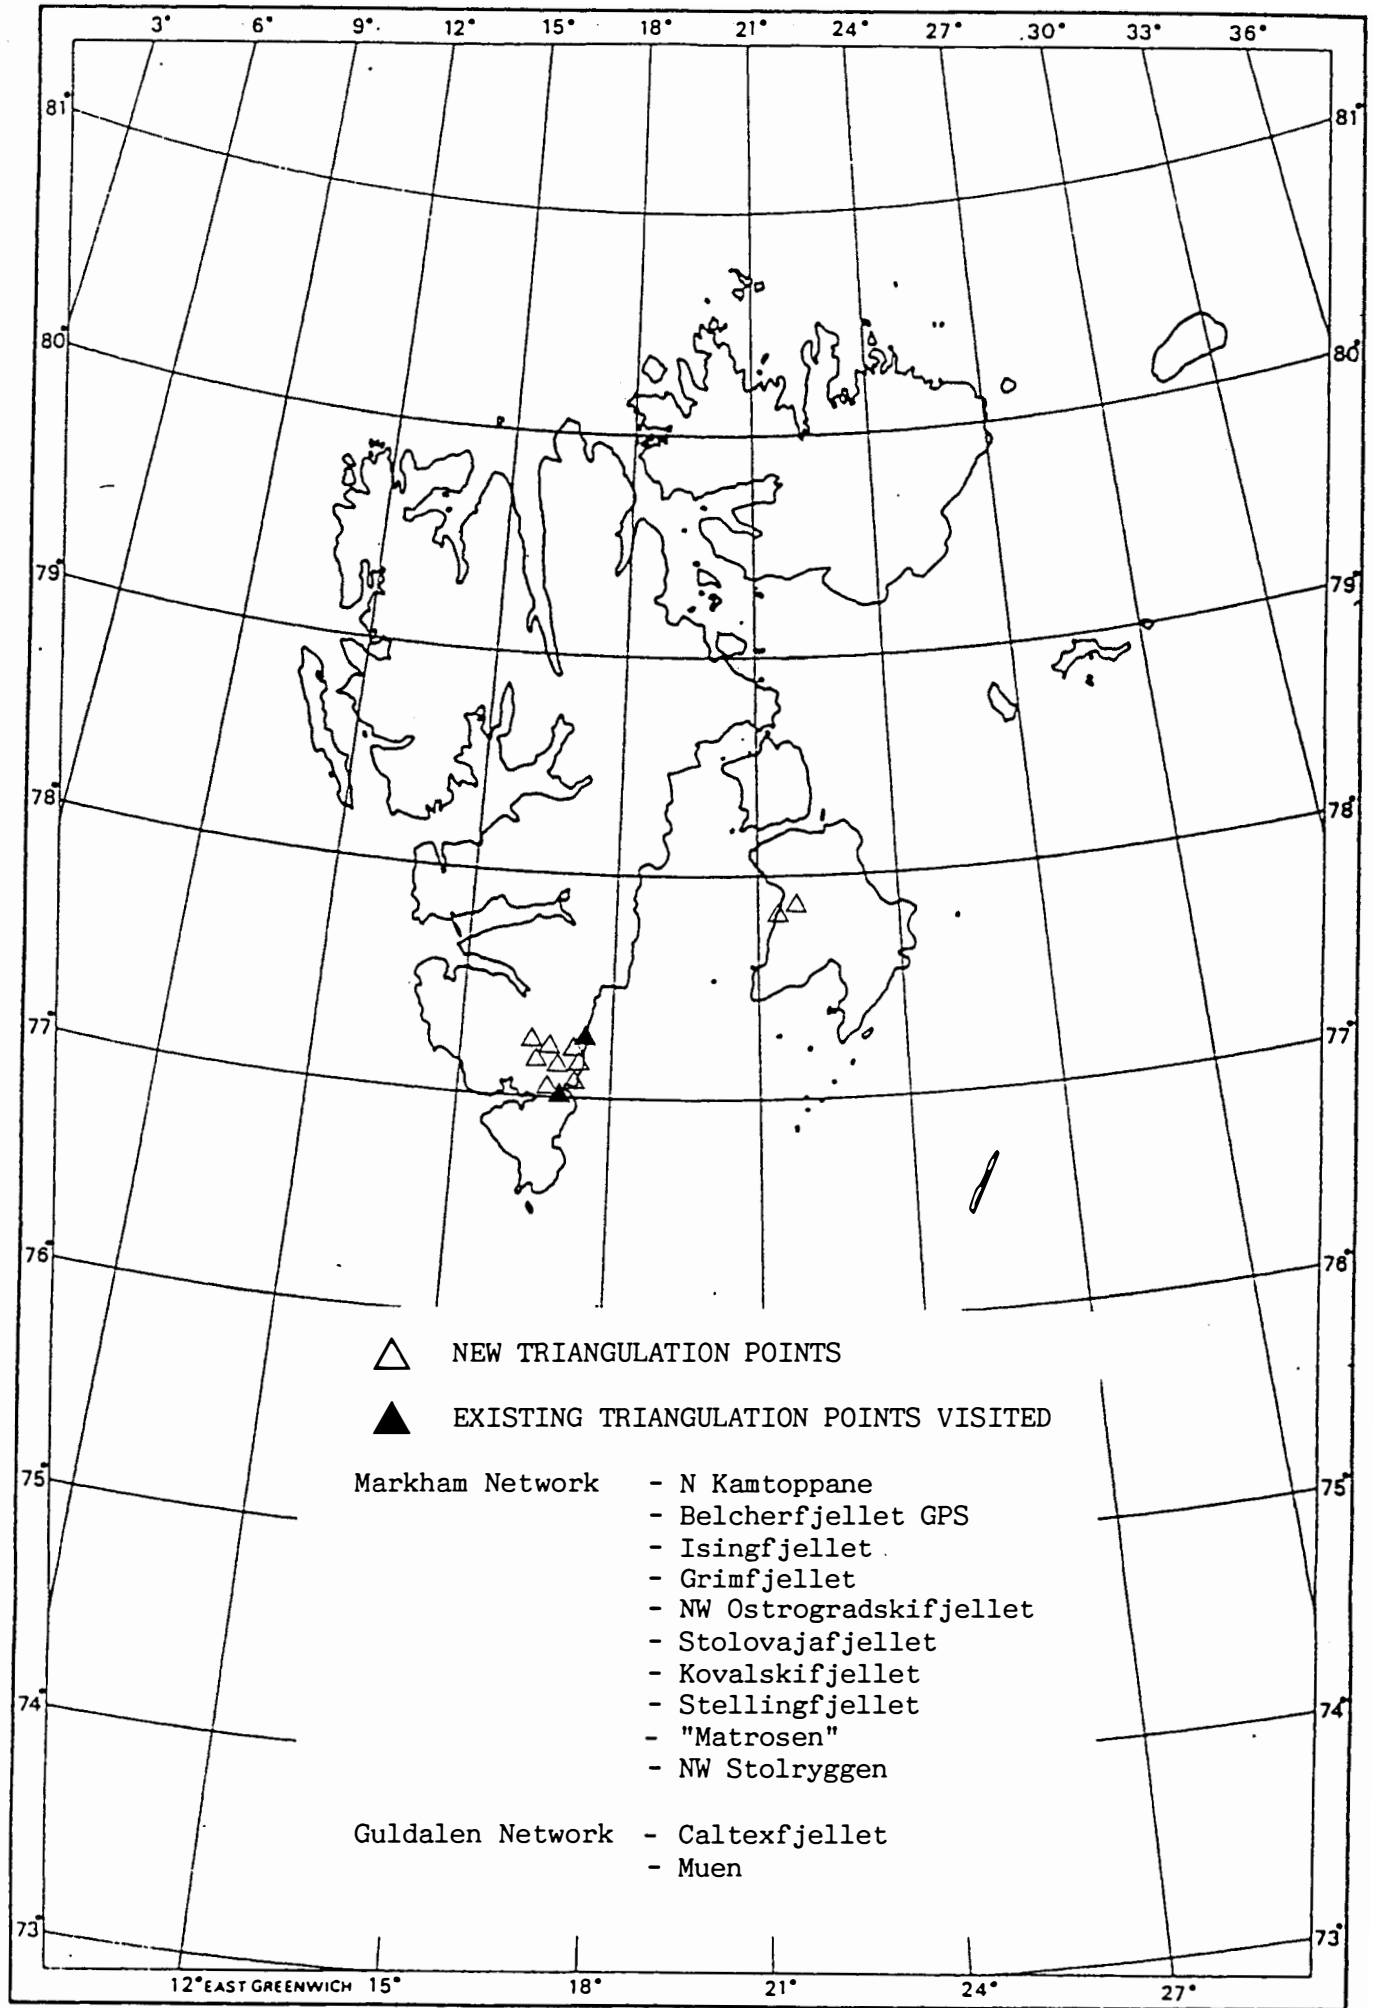 3° 6° 9° 12° 15° 18° 21° 24° 27° 30° 33° 36°
81° 81°
80° 80°
79° 79°
78° 78°
77° 77°
76° 76°
NEW TRIANGULATION POINTS
EXISTING TRIANGULATION POINTS VISITED
75° 75°
Markham Network - N Kamtoppane
- Belcherfjellet GPS
- Isingfjellet
- Grimfjellet
- NW Ostrogradskifjellet
- Stolovajafjellet
- Kovalskifjellet
74° - Stellingfjellet 74°
- "Matrosen"
- NW Stolryggen
Guldalen Network - Caltexfjellet
- Muen
73° 73°
12° EAST GREENWICH 15° 18° 21° 24° 27°